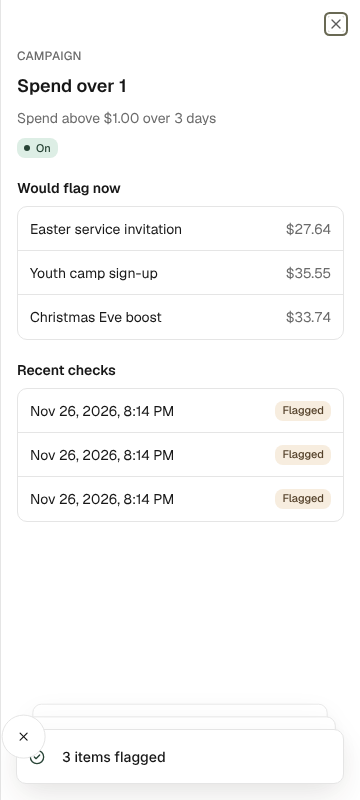 CAMPAIGN
Spend over 1
Spend above $1.00 over 3 days
On
Would flag now
Easter service invitation $27.64
Youth camp sign-up $35.55
Christmas Eve boost $33.74
Recent checks
Nov 26, 2026, 8:14 PM Flagged
Nov 26, 2026, 8:14 PM Flagged
Nov 26, 2026, 8:14 PM Flagged
3 items flagged